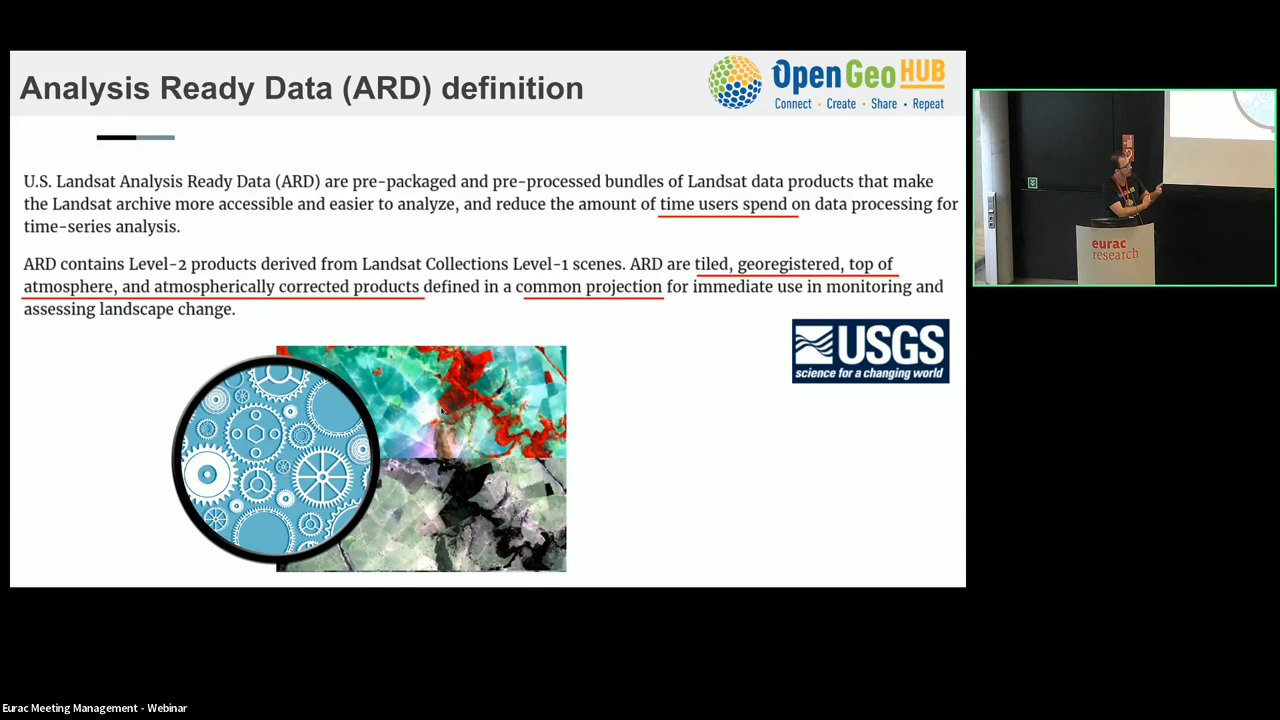 Analysis Ready Data (ARD) definition
OpenGeoHUB
Connect • Create • Share • Repeat
U.S. Landsat Analysis Ready Data (ARD) are pre-packaged and pre-processed bundles of Landsat data products that make
the Landsat archive more accessible and easier to analyze, and reduce the amount of time users spend on data processing for
time-series analysis.
ARD contains Level-2 products derived from Landsat Collections Level-1 scenes. ARD are tiled, georegistered, top of
atmosphere, and atmospherically corrected products defined in a common projection for immediate use in monitoring and
assessing landscape change.
USGS
science for a changing world
eurac
research
Eurac Meeting Management - Webinar